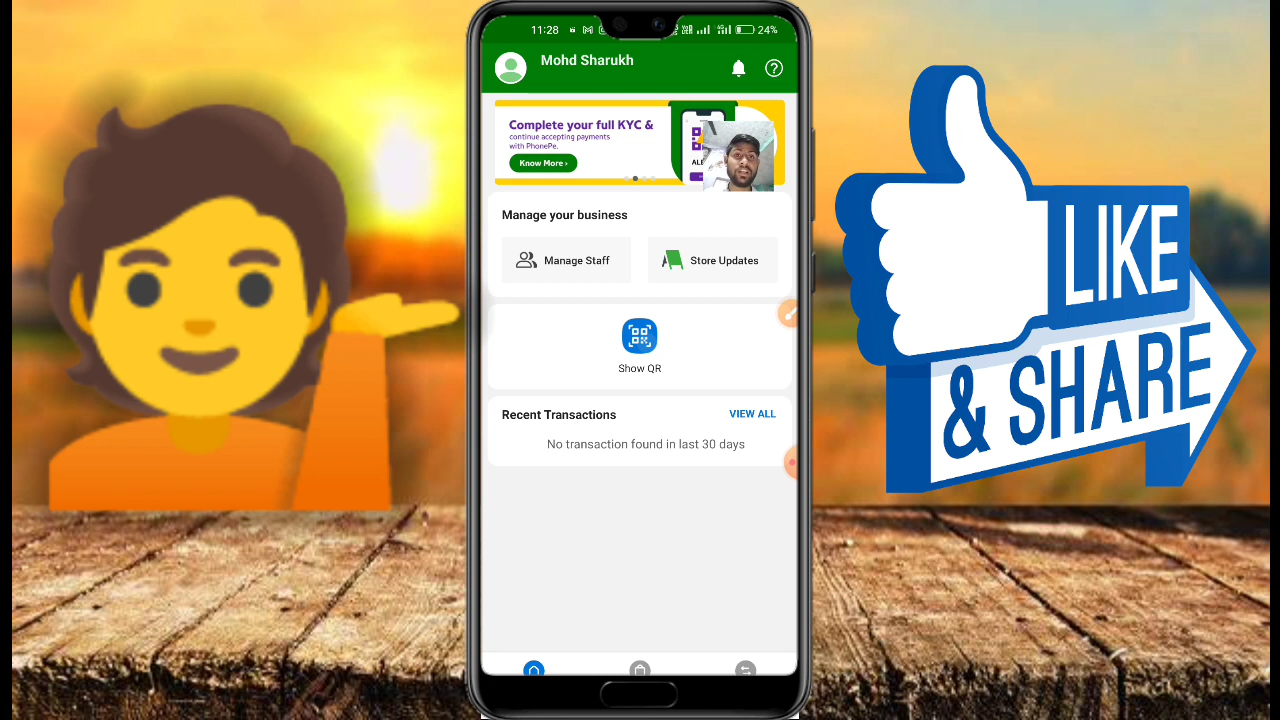 11:28
24%
Mohd Sharukh
Complete your full KYC &
continue accepting payments
with PhonePe.
Know More ›
Manage your business
Manage Staff
Store Updates
Show QR
Recent Transactions
VIEW ALL
No transaction found in last 30 days
LIKE
& SHARE